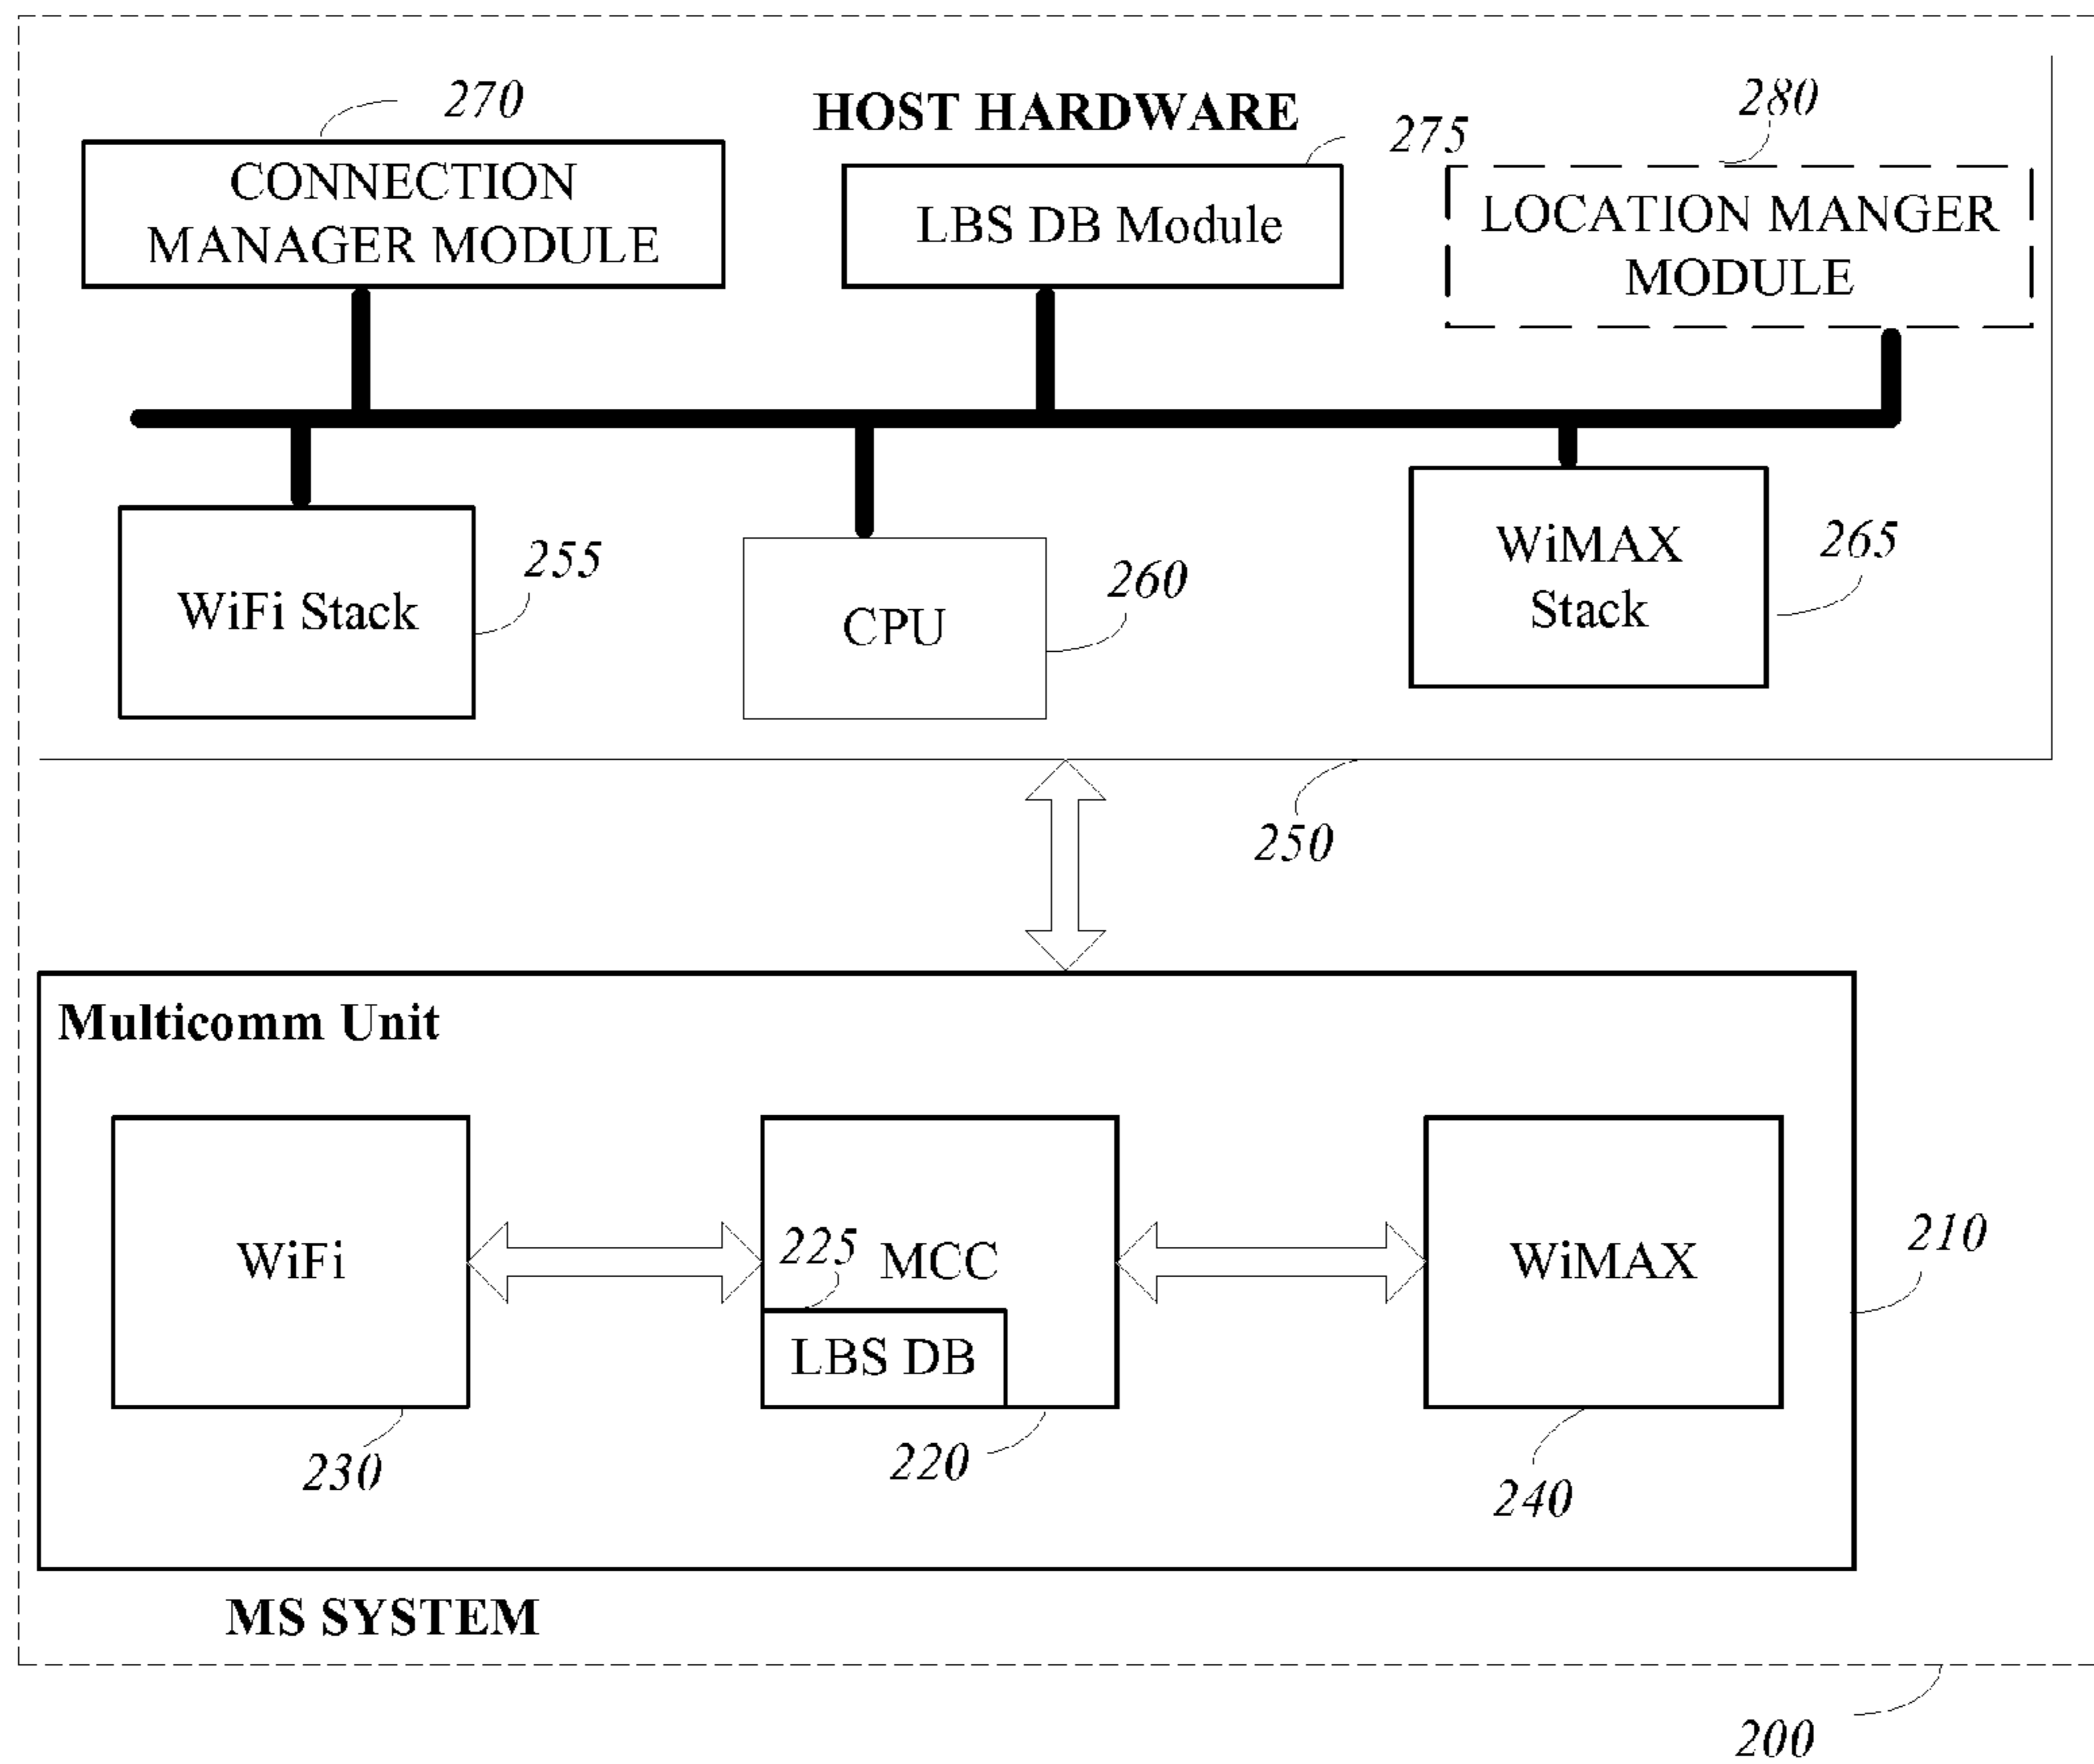 270
HOST HARDWARE
280
275
CONNECTION
MANAGER MODULE
LBS DB Module
LOCATION MANGER
MODULE
WiFi Stack
255
CPU
260
WiMAX
Stack
265
250
Multicomm Unit
WiFi
225
MCC
LBS DB
WiMAX
210
230
220
240
MS SYSTEM
200